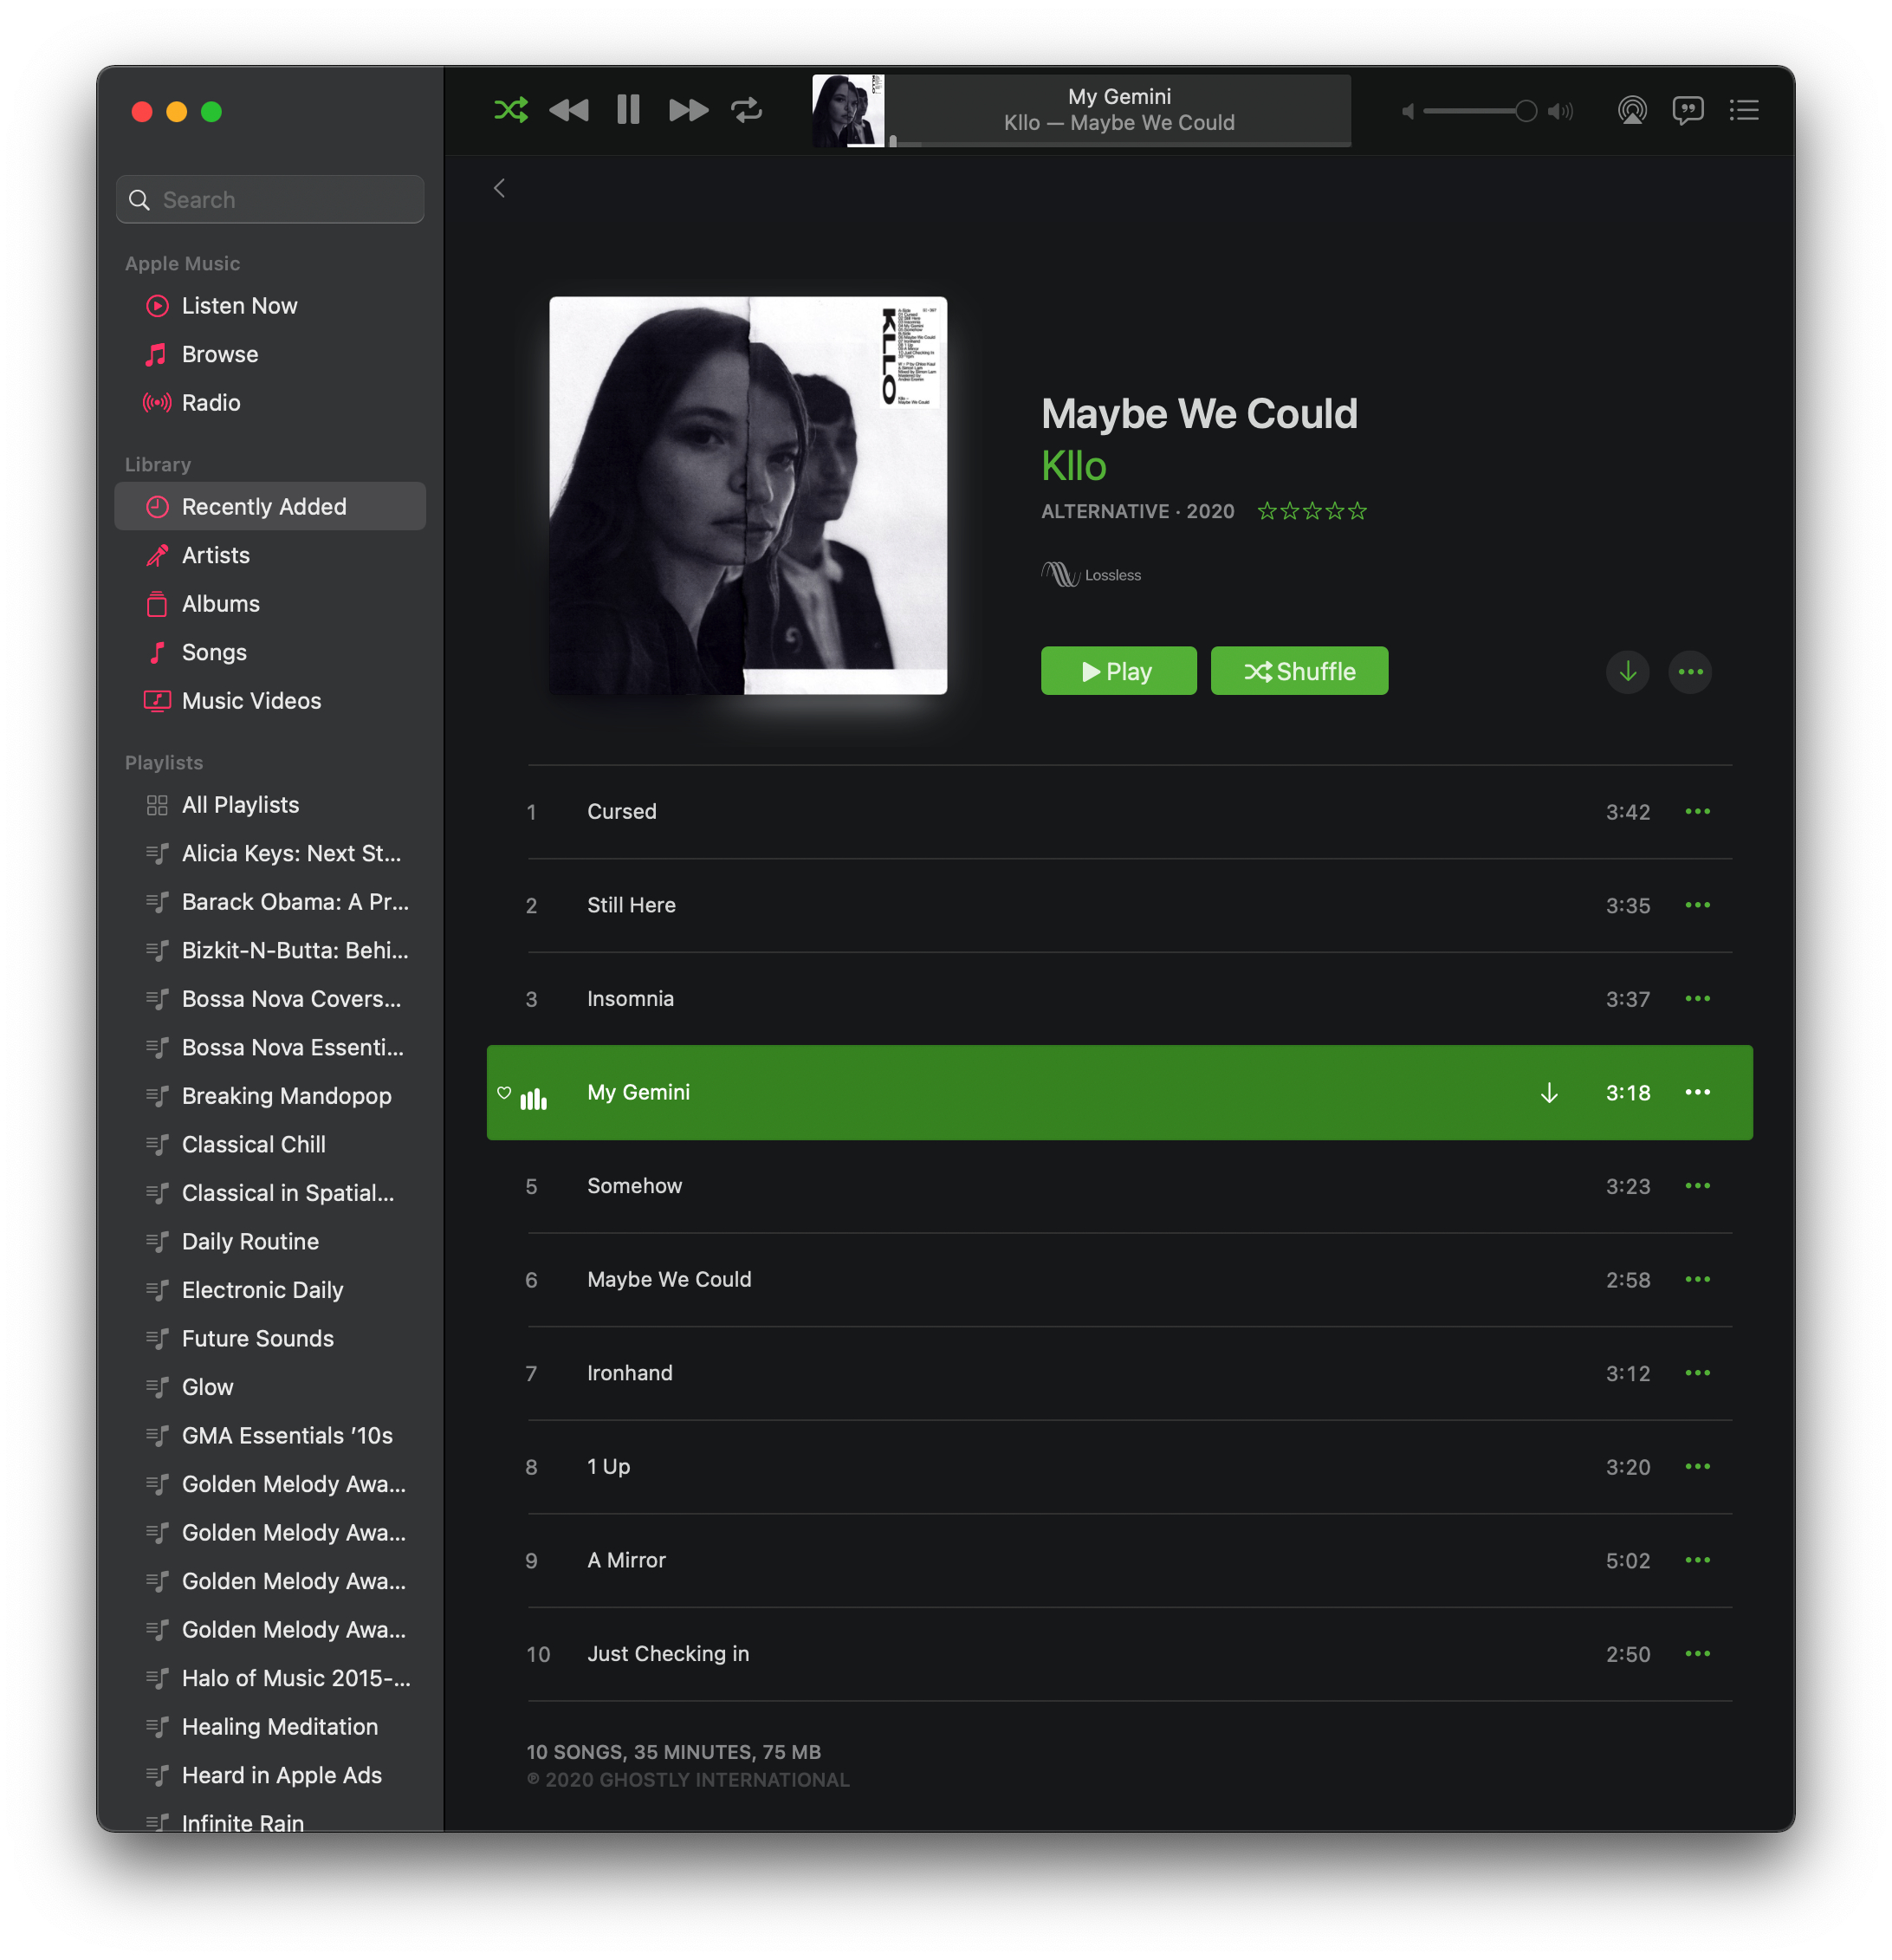 Search
Apple Music
Listen Now
Browse
Radio
Library
Recently Added
Artists
Albums
Songs
Music Videos
Playlists
All Playlists
Alicia Keys: Next St...
Barack Obama: A Pr...
Bizkit-N-Butta: Behi...
Bossa Nova Covers...
Bossa Nova Essenti...
Breaking Mandopop
Classical Chill
Classical in Spatial...
Daily Routine
Electronic Daily
Future Sounds
Glow
GMA Essentials ’10s
Golden Melody Awa...
Golden Melody Awa...
Golden Melody Awa...
Golden Melody Awa...
Halo of Music 2015-...
Healing Meditation
Heard in Apple Ads
Infinite Rain
My Gemini
Kllo — Maybe We Could
KLLO
Maybe We Could
Kllo
ALTERNATIVE · 2020
Lossless
Play
Shuffle
1 Cursed 3:42
2 Still Here 3:35
3 Insomnia 3:37
My Gemini 3:18
5 Somehow 3:23
6 Maybe We Could 2:58
7 Ironhand 3:12
8 1 Up 3:20
9 A Mirror 5:02
10 Just Checking in 2:50
10 SONGS, 35 MINUTES, 75 MB
℗ 2020 GHOSTLY INTERNATIONAL